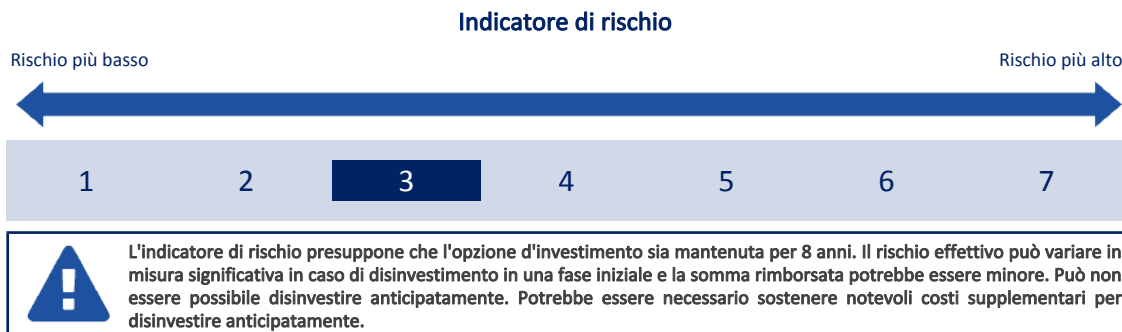 Indicatore di rischio
Rischio più basso
Rischio più alto
1 2 3 4 5 6 7
L'indicatore di rischio presuppone che l'opzione d'investimento sia mantenuta per 8 anni. Il rischio effettivo può variare in
misura significativa in caso di disinvestimento in una fase iniziale e la somma rimborsata potrebbe essere minore. Può non
essere possibile disinvestire anticipatamente. Potrebbe essere necessario sostenere notevoli costi supplementari per
disinvestire anticipatamente.